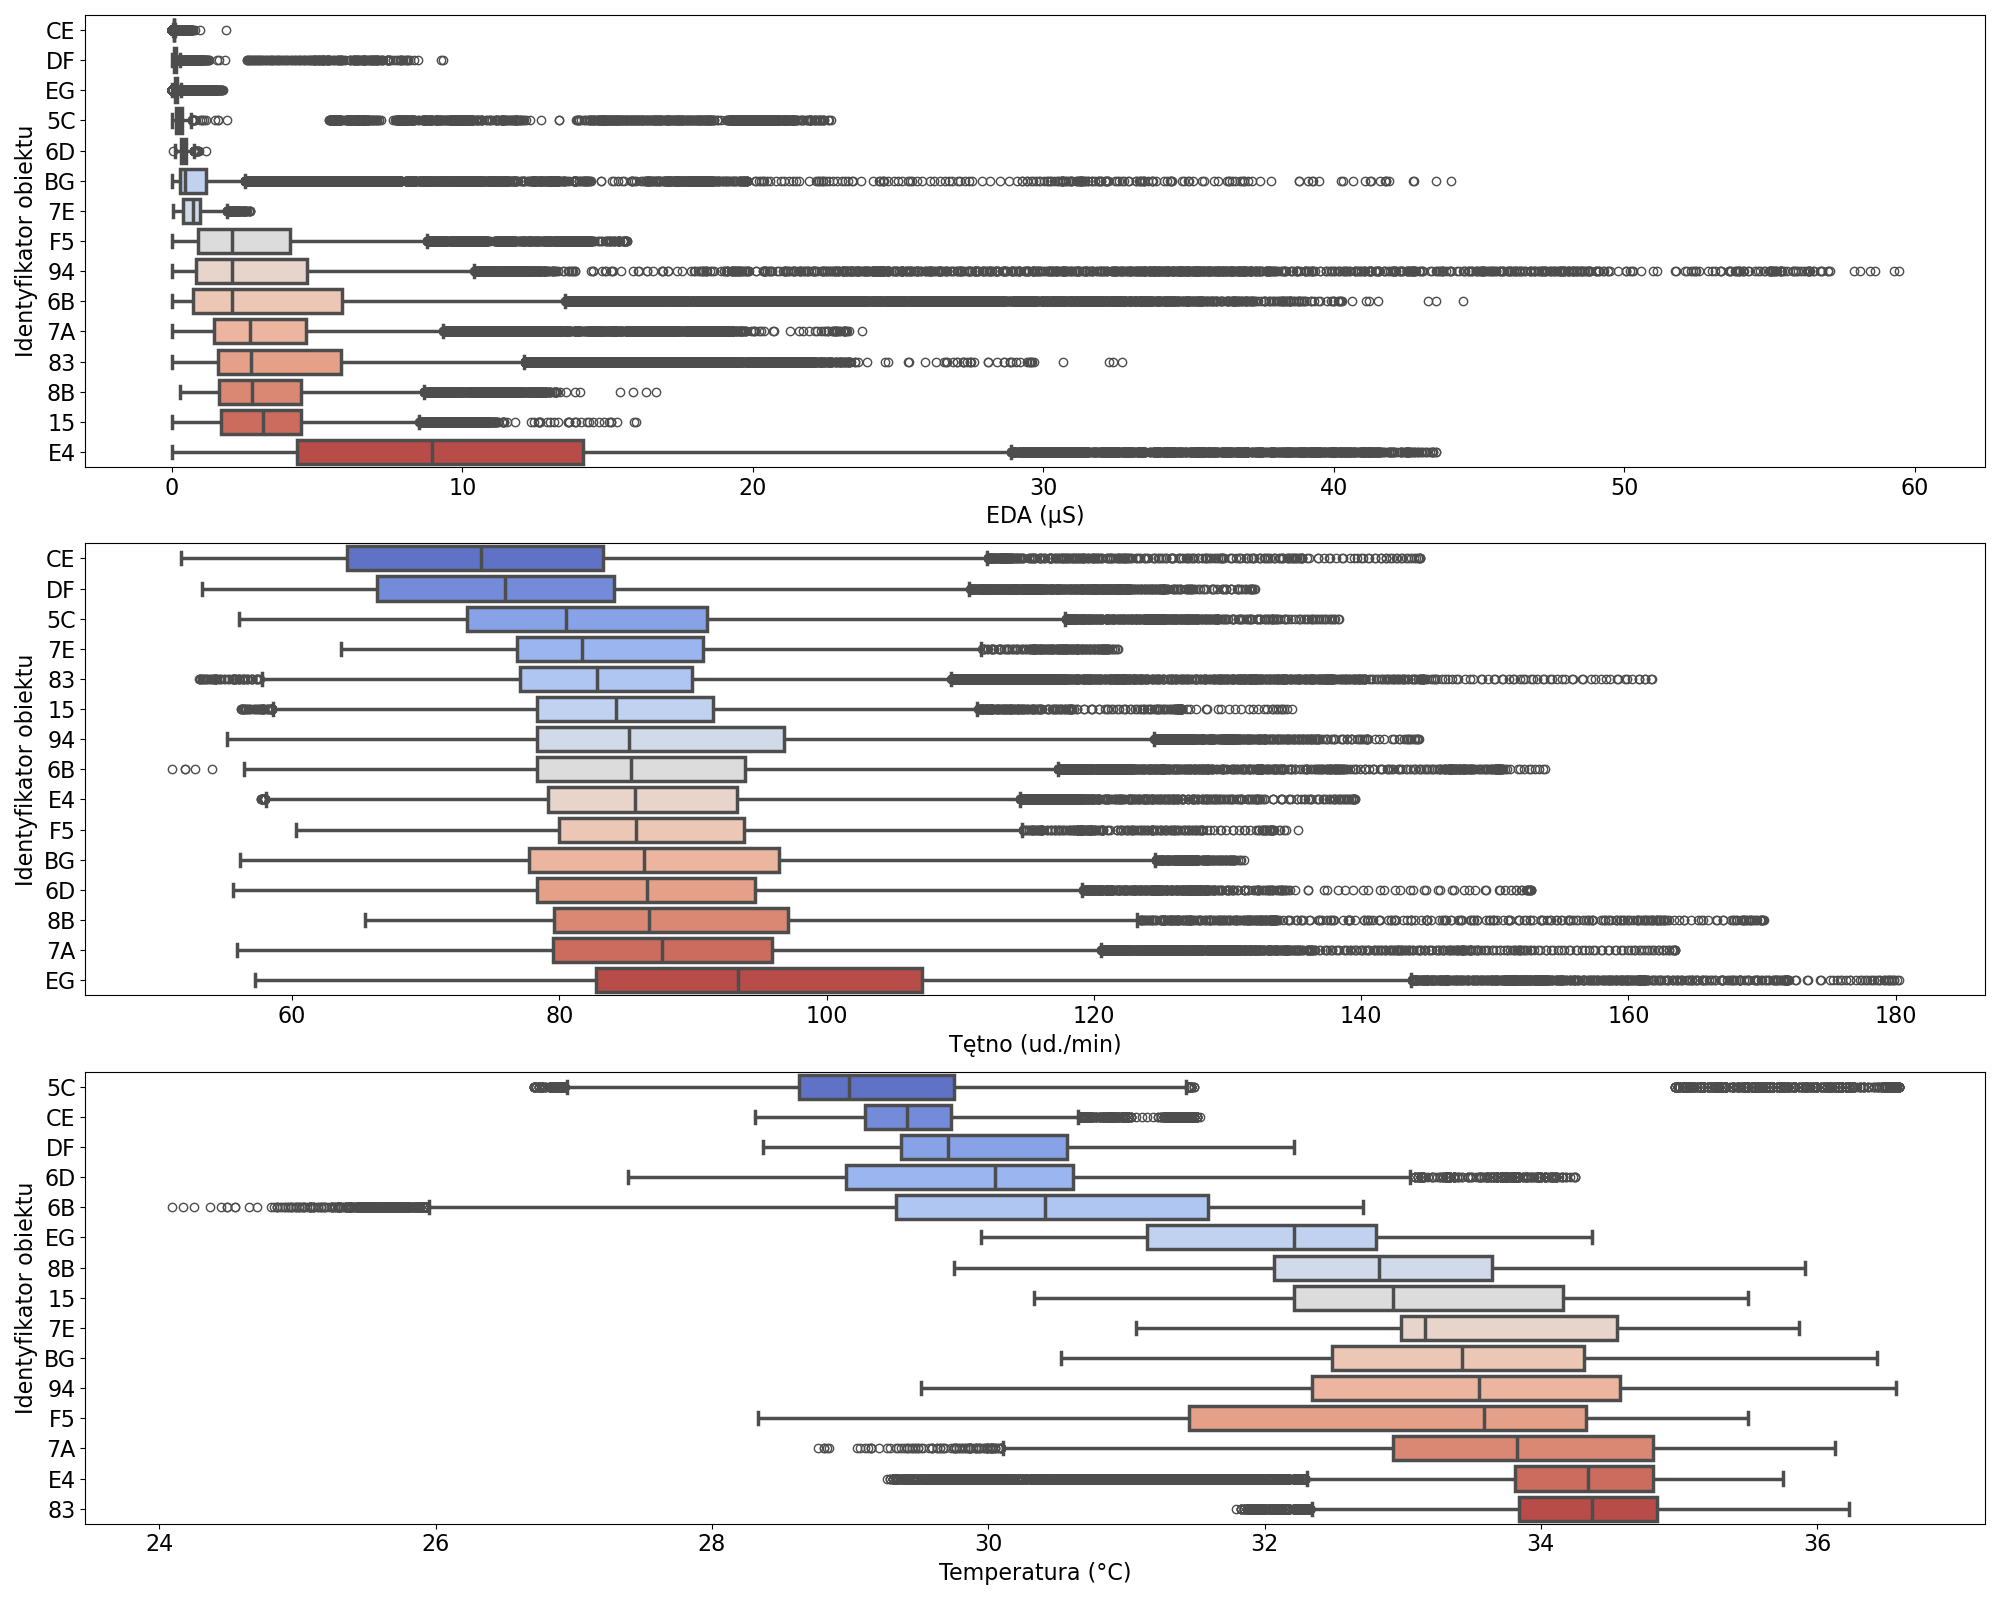 Identyfikator obiektu
CE
DF
EG
5C
6D
BG
7E
F5
94
6B
7A
83
8B
15
E4
0 10 20 30 40 50 60
EDA (µS)
Identyfikator obiektu
CE
DF
5C
7E
83
15
94
6B
E4
F5
BG
6D
8B
7A
EG
60 80 100 120 140 160 180
Tętno (ud./min)
Identyfikator obiektu
5C
CE
DF
6D
6B
EG
8B
15
7E
BG
94
F5
7A
E4
83
24 26 28 30 32 34 36
Temperatura (°C)